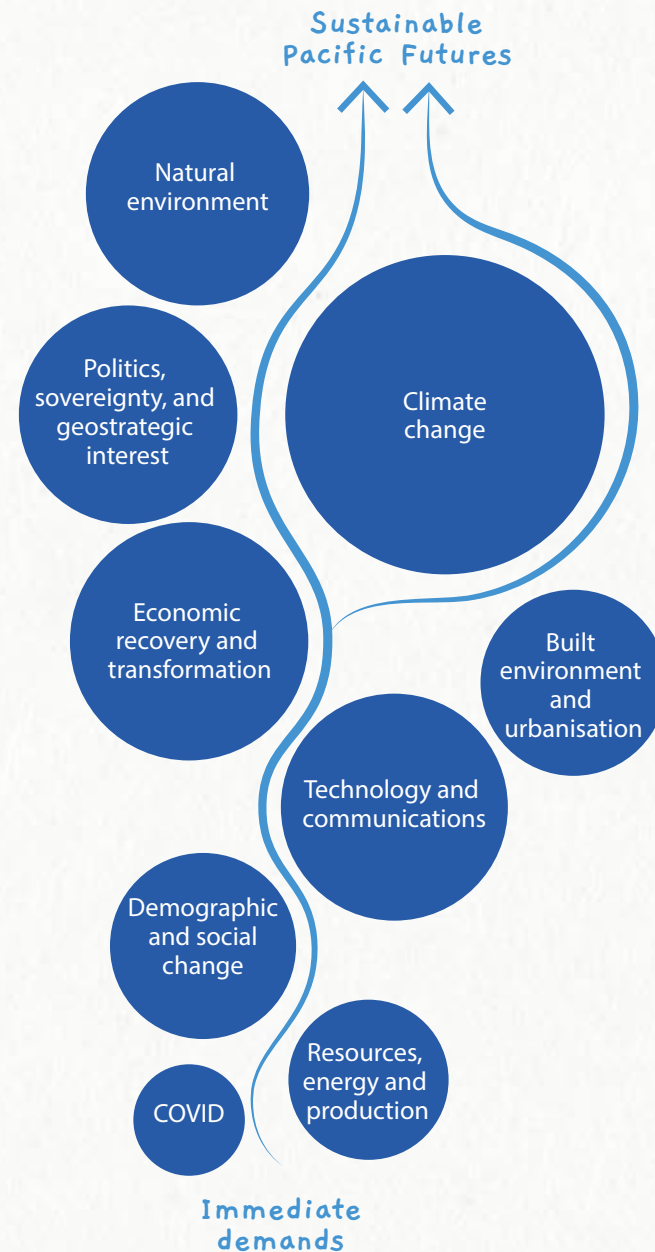 Sustainable
Pacific Futures
Natural
environment
Politics,
sovereignty, and
geostrategic
interest
Climate
change
Economic
recovery and
transformation
Built
environment
and
urbanisation
Technology and
communications
Demographic
and social
change
Resources,
energy and
production
COVID
Immediate
demands